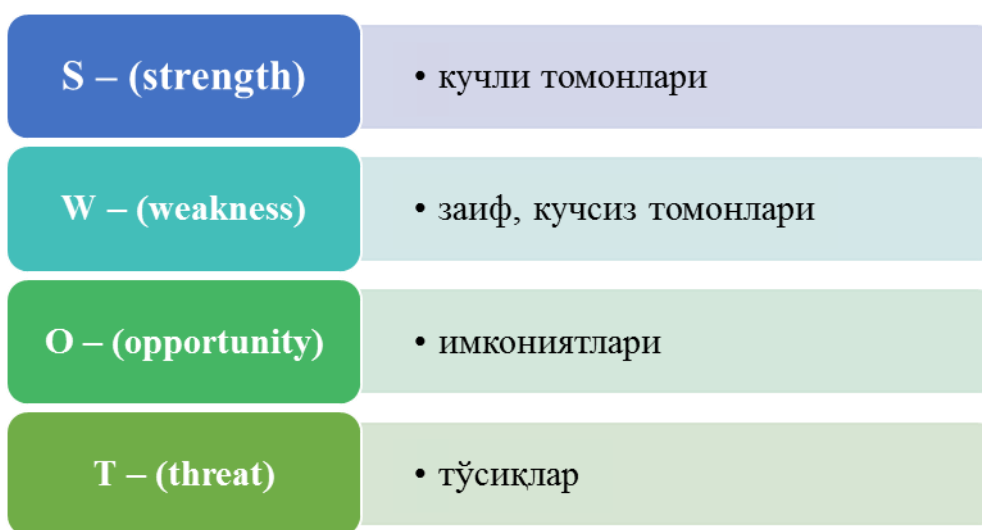 S – (strength)
• кучли томонлари
W – (weakness)
• заиф, кучсиз томонлари
O – (opportunity)
• имкониятлари
T – (threat)
• тўсиқлар